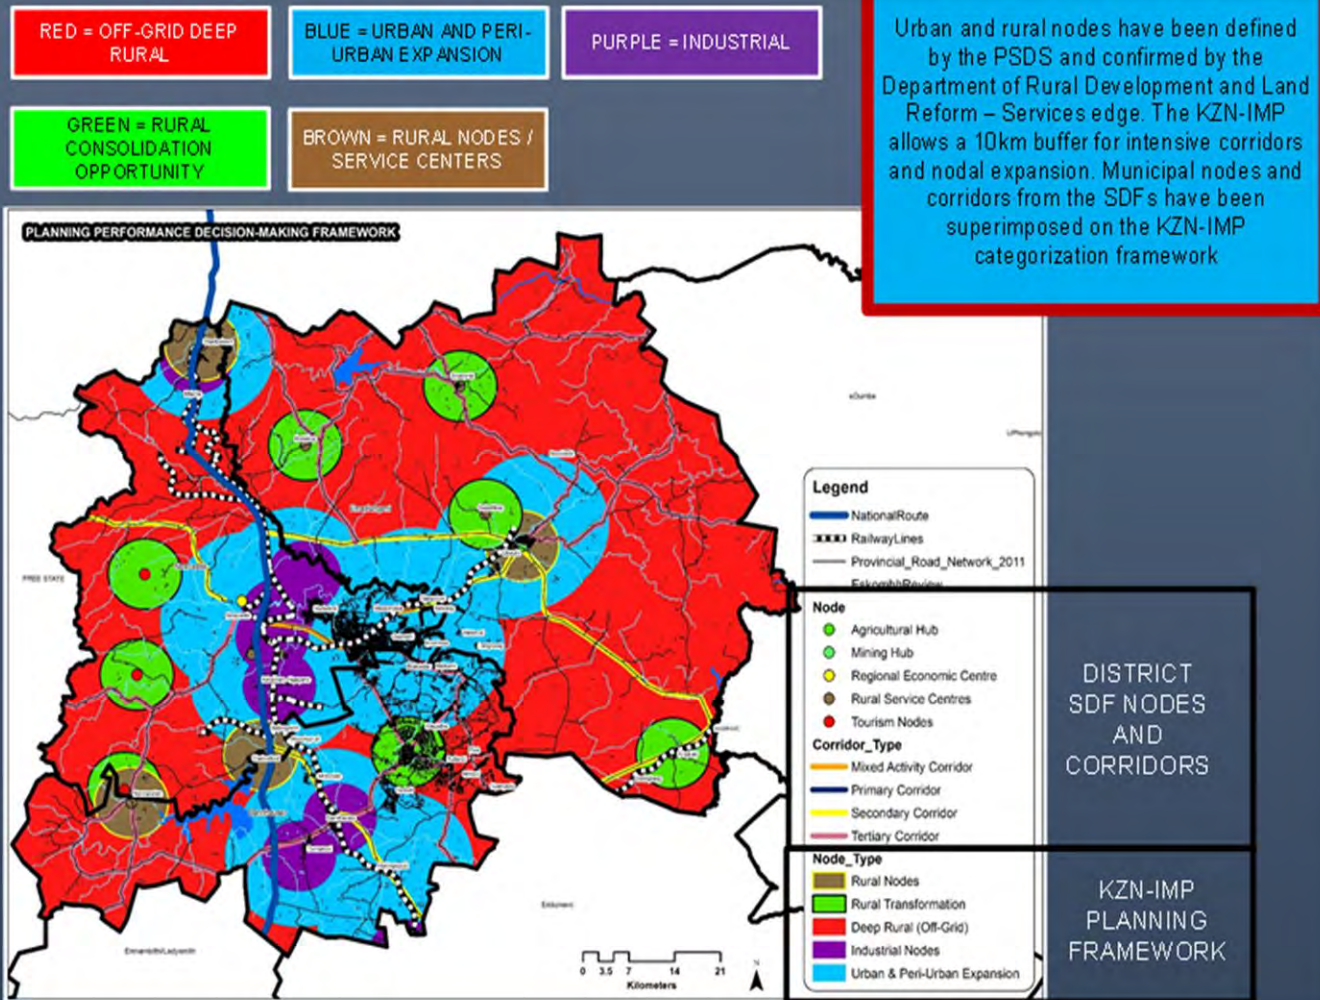 RED = OFF-GRID DEEP
RURAL
BLUE = URBAN AND PERI-
URBAN EXPANSION
PURPLE = INDUSTRIAL
GREEN = RURAL
CONSOLIDATION
OPPORTUNITY
BROWN = RURAL NODES /
SERVICE CENTERS
Urban and rural nodes have been defined
by the PSDS and confirmed by the
Department of Rural Development and Land
Reform – Services edge. The KZN-IMP
allows a 10km buffer for intensive corridors
and nodal expansion. Municipal nodes and
corridors from the SDFs have been
superimposed on the KZN-IMP
categorization framework
PLANNING PERFORMANCE DECISION-MAKING FRAMEWORK
eDumbe
FREE STATE
Emnambithi/Ladysmith
Legend
NationalRoute
RailwayLines
Provincial_Road_Network_2011
EskombhReview
Node
Agricultural Hub
Mining Hub
Regional Economic Centre
Rural Service Centres
Tourism Nodes
Corridor_Type
Mixed Activity Corridor
Primary Corridor
Secondary Corridor
Tertiary Corridor
Node_Type
Rural Nodes
Rural Transformation
Deep Rural (Off-Grid)
Industrial Nodes
Urban & Peri-Urban Expansion
DISTRICT
SDF NODES
AND
CORRIDORS
KZN-IMP
PLANNING
FRAMEWORK
0 3.5 7 14 21
Kilometers
N